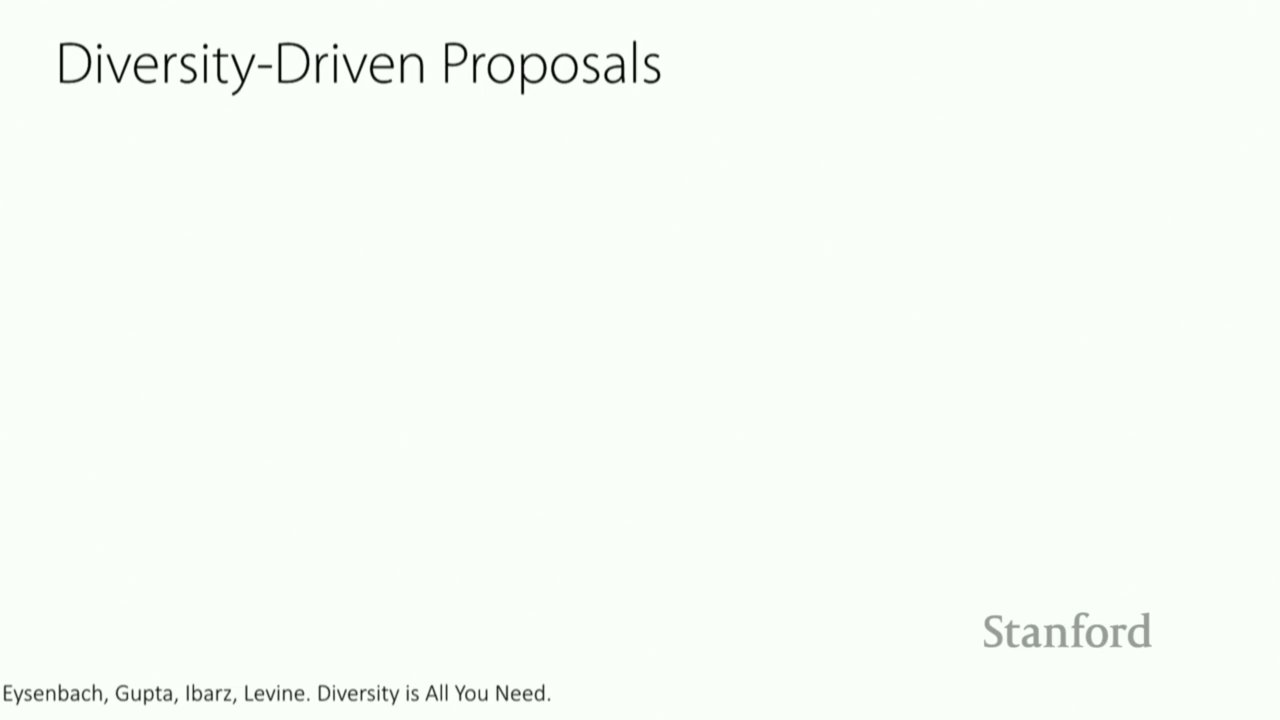 Diversity-Driven Proposals
Stanford
Eysenbach, Gupta, Ibarz, Levine. Diversity is All You Need.